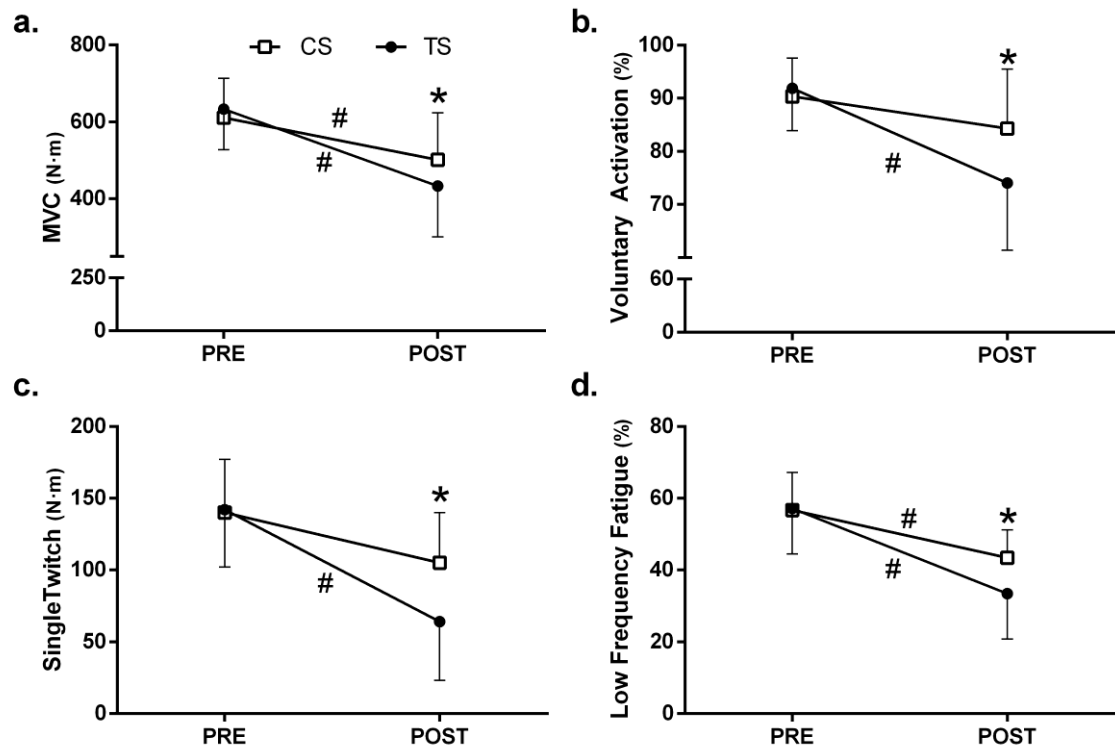 a.
CS TS
MVC (N·m)
800
600
400
250
0
#
#
*
PRE POST
b.
Voluntary Activation (%)
100
90
80
70
60
0
#
*
PRE POST
c.
SingleTwitch (N·m)
200
150
100
50
0
#
*
PRE POST
d.
Low Frequency Fatigue (%)
80
60
40
20
0
#
#
*
PRE POST